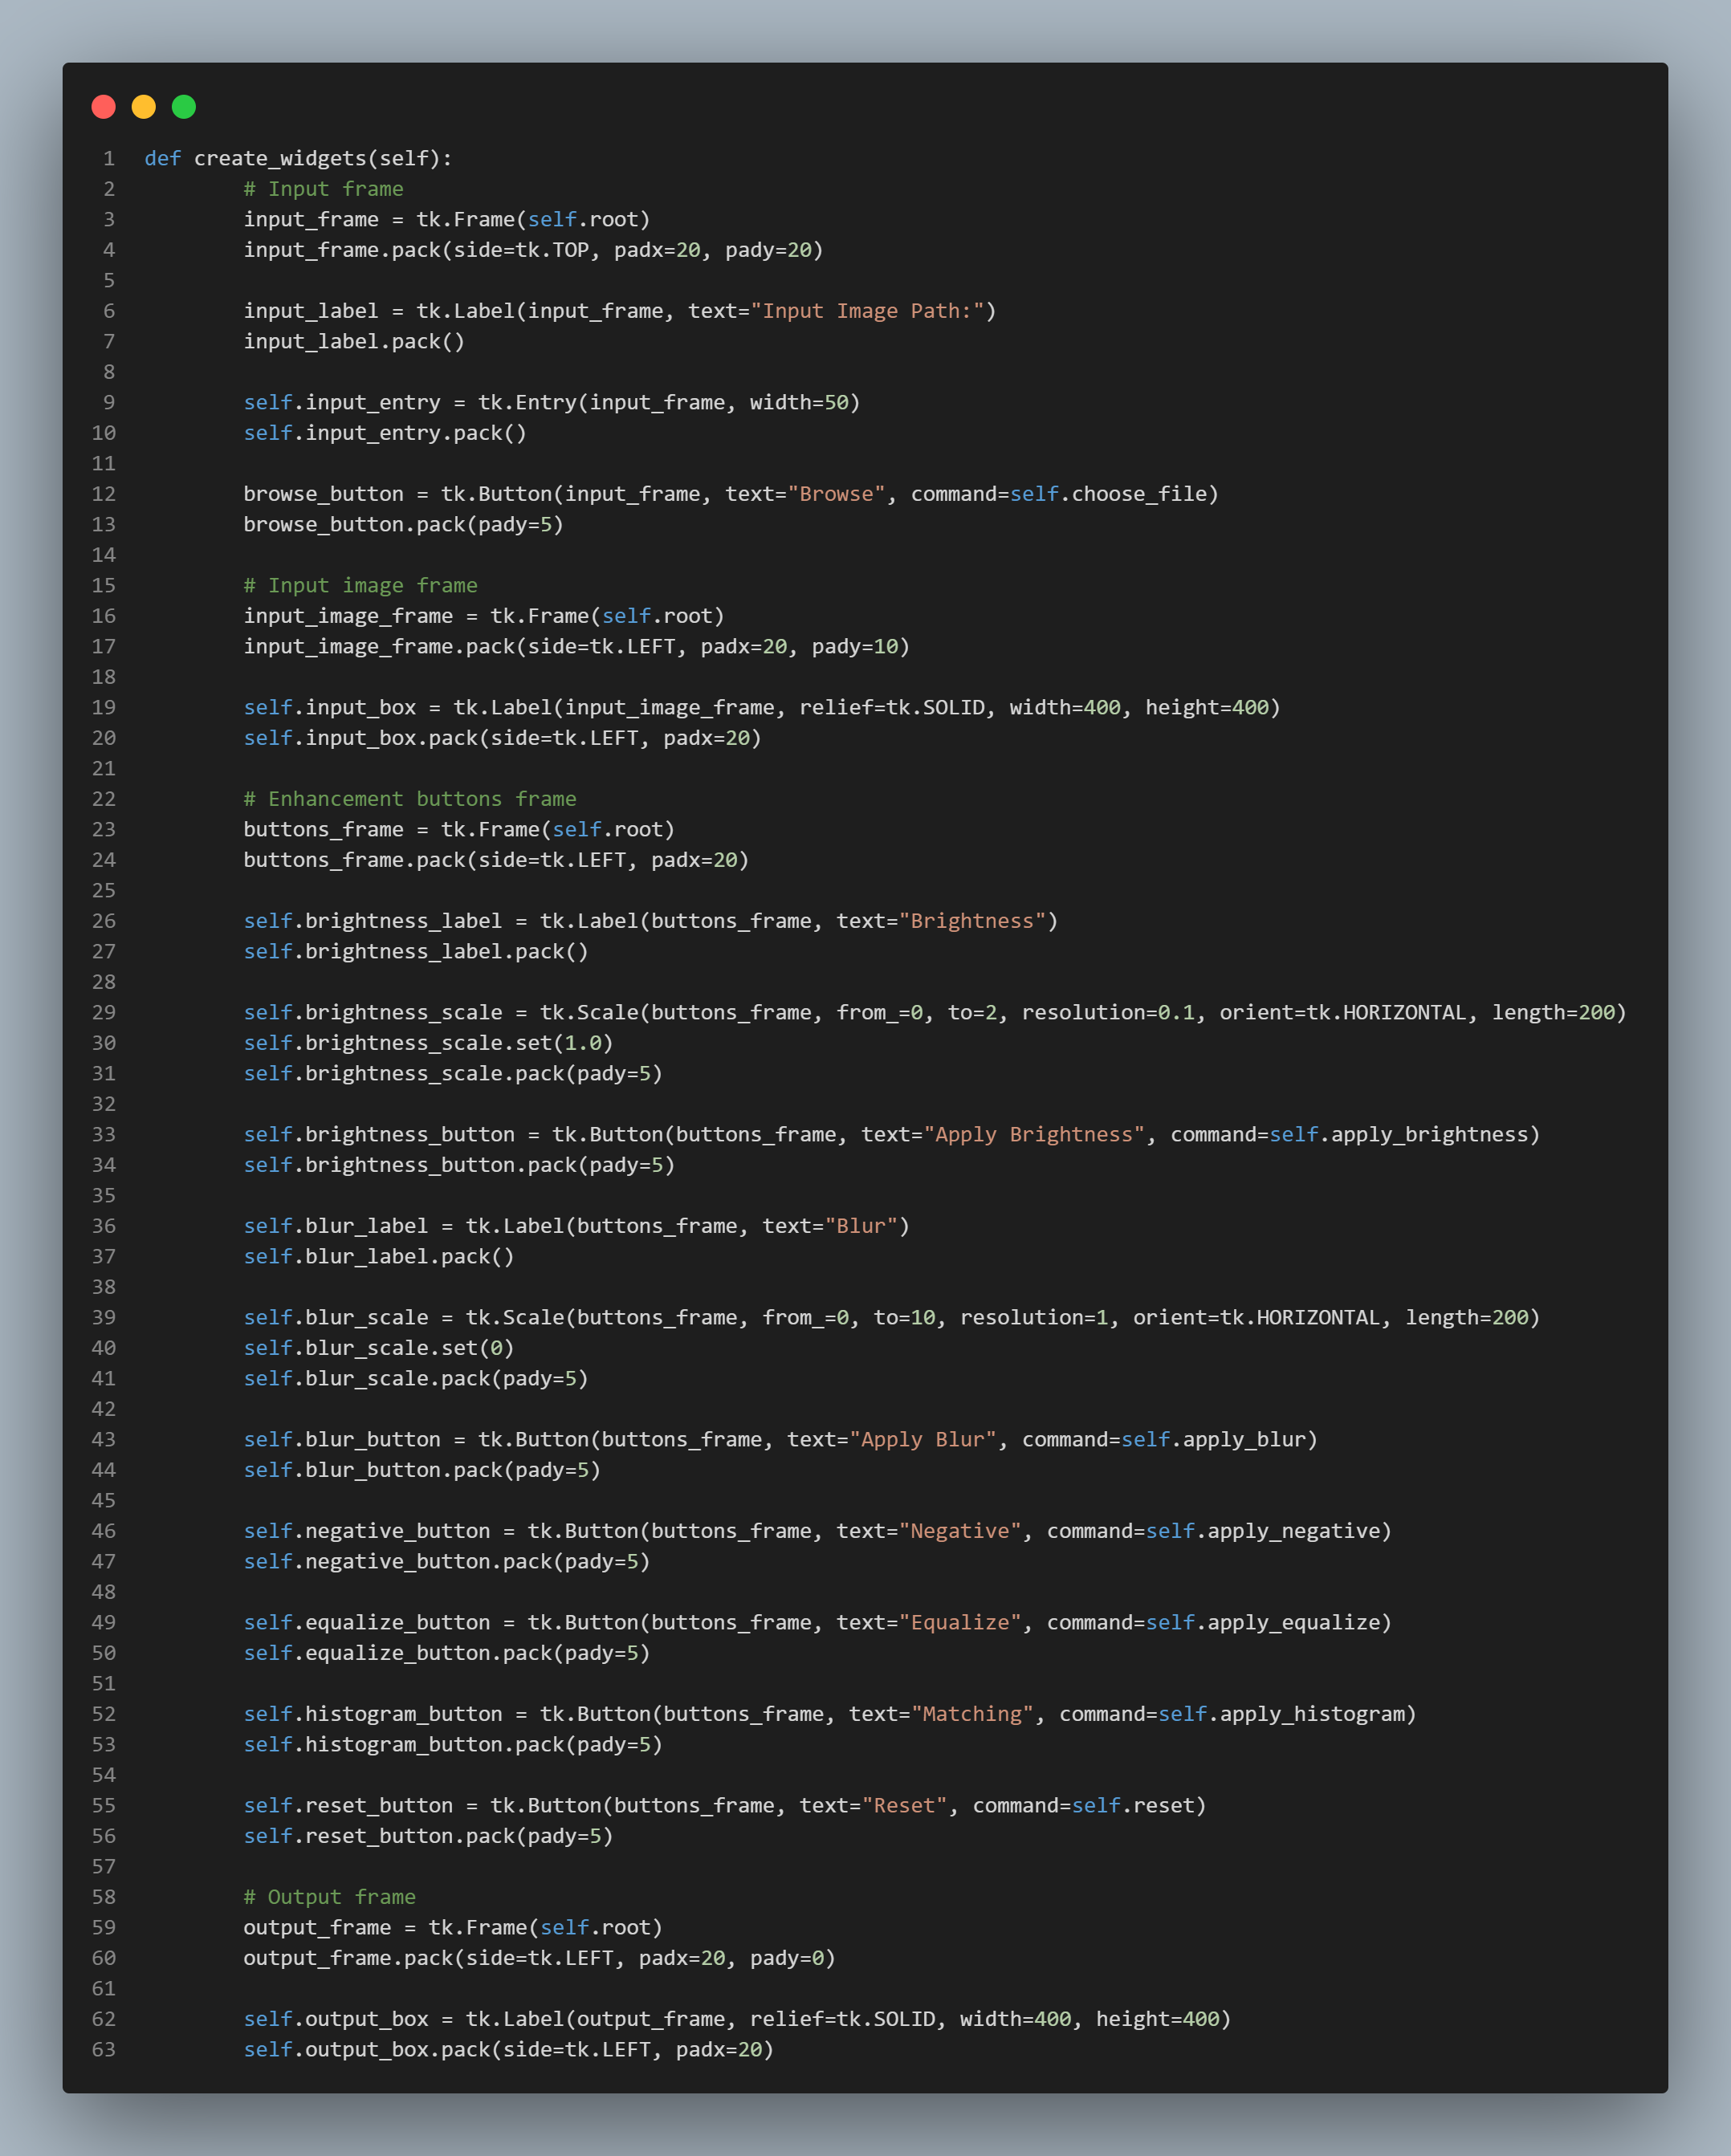 1 def create_widgets(self):
2         # Input frame
3         input_frame = tk.Frame(self.root)
4         input_frame.pack(side=tk.TOP, padx=20, pady=20)
5
6         input_label = tk.Label(input_frame, text="Input Image Path:")
7         input_label.pack()
8
9         self.input_entry = tk.Entry(input_frame, width=50)
10         self.input_entry.pack()
11
12         browse_button = tk.Button(input_frame, text="Browse", command=self.choose_file)
13         browse_button.pack(pady=5)
14
15         # Input image frame
16         input_image_frame = tk.Frame(self.root)
17         input_image_frame.pack(side=tk.LEFT, padx=20, pady=10)
18
19         self.input_box = tk.Label(input_image_frame, relief=tk.SOLID, width=400, height=400)
20         self.input_box.pack(side=tk.LEFT, padx=20)
21
22         # Enhancement buttons frame
23         buttons_frame = tk.Frame(self.root)
24         buttons_frame.pack(side=tk.LEFT, padx=20)
25
26         self.brightness_label = tk.Label(buttons_frame, text="Brightness")
27         self.brightness_label.pack()
28
29         self.brightness_scale = tk.Scale(buttons_frame, from_=0, to=2, resolution=0.1, orient=tk.HORIZONTAL, length=200)
30         self.brightness_scale.set(1.0)
31         self.brightness_scale.pack(pady=5)
32
33         self.brightness_button = tk.Button(buttons_frame, text="Apply Brightness", command=self.apply_brightness)
34         self.brightness_button.pack(pady=5)
35
36         self.blur_label = tk.Label(buttons_frame, text="Blur")
37         self.blur_label.pack()
38
39         self.blur_scale = tk.Scale(buttons_frame, from_=0, to=10, resolution=1, orient=tk.HORIZONTAL, length=200)
40         self.blur_scale.set(0)
41         self.blur_scale.pack(pady=5)
42
43         self.blur_button = tk.Button(buttons_frame, text="Apply Blur", command=self.apply_blur)
44         self.blur_button.pack(pady=5)
45
46         self.negative_button = tk.Button(buttons_frame, text="Negative", command=self.apply_negative)
47         self.negative_button.pack(pady=5)
48
49         self.equalize_button = tk.Button(buttons_frame, text="Equalize", command=self.apply_equalize)
50         self.equalize_button.pack(pady=5)
51
52         self.histogram_button = tk.Button(buttons_frame, text="Matching", command=self.apply_histogram)
53         self.histogram_button.pack(pady=5)
54
55         self.reset_button = tk.Button(buttons_frame, text="Reset", command=self.reset)
56         self.reset_button.pack(pady=5)
57
58         # Output frame
59         output_frame = tk.Frame(self.root)
60         output_frame.pack(side=tk.LEFT, padx=20, pady=0)
61
62         self.output_box = tk.Label(output_frame, relief=tk.SOLID, width=400, height=400)
63         self.output_box.pack(side=tk.LEFT, padx=20)